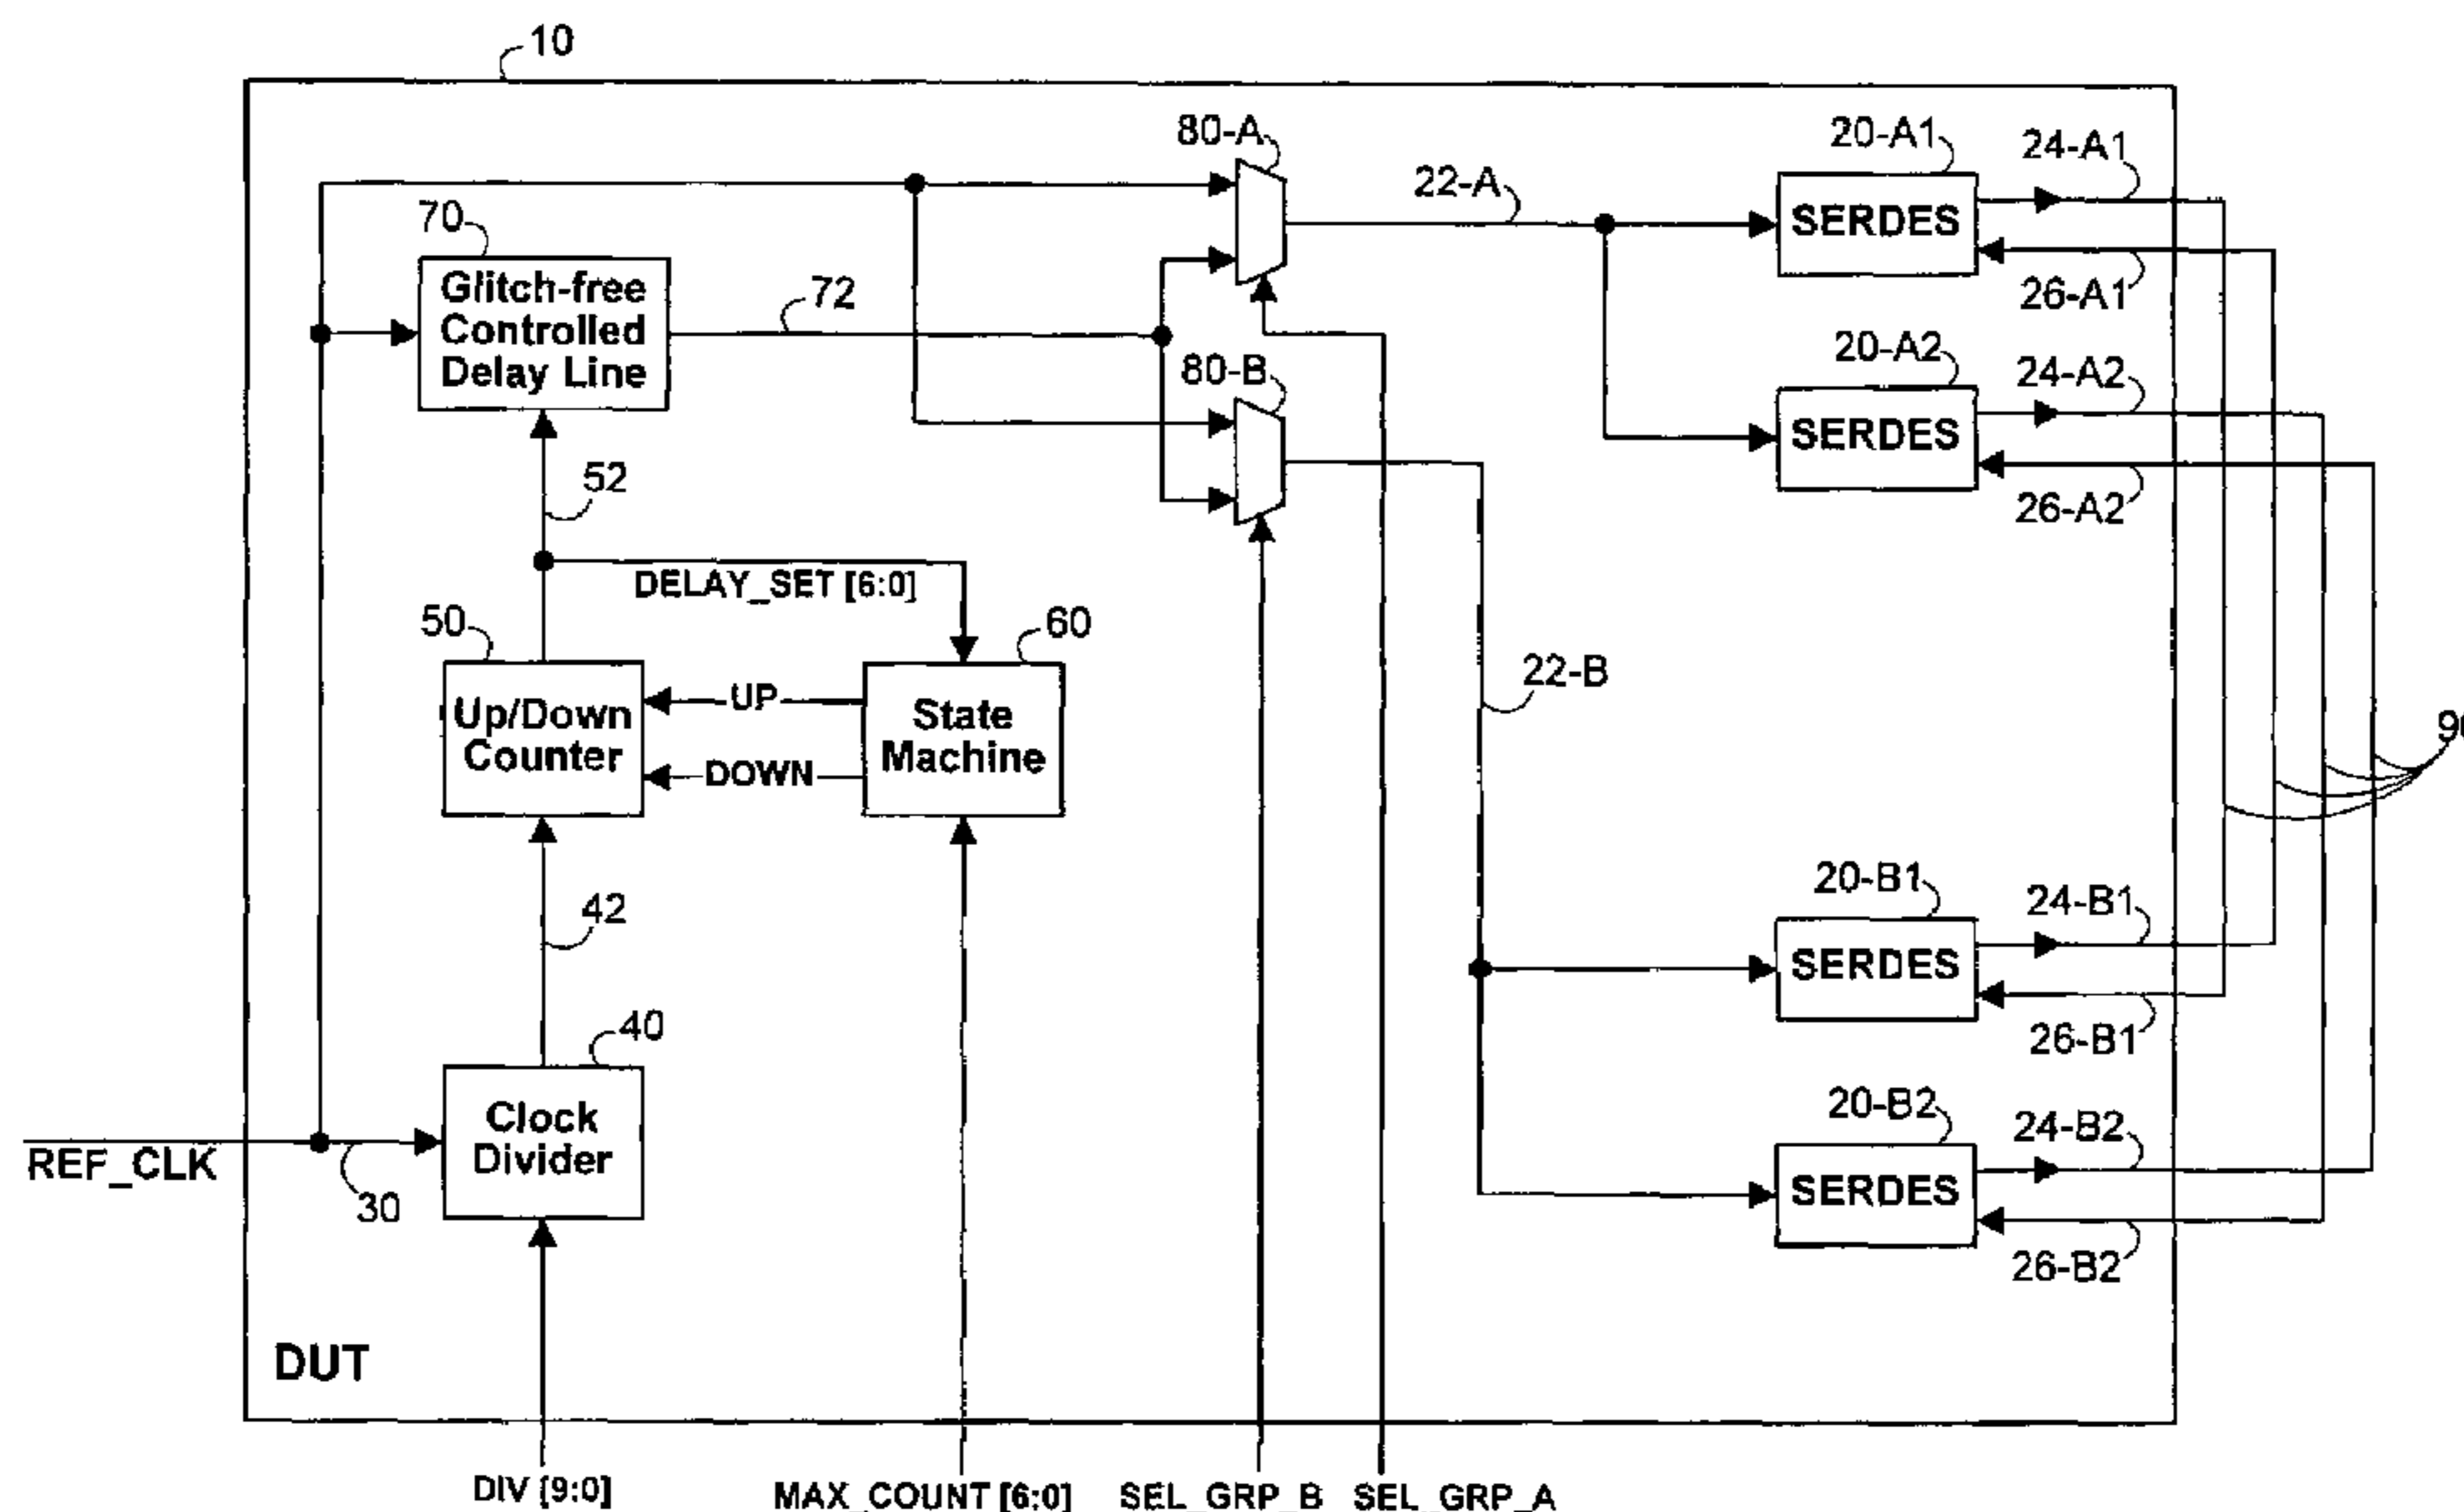 10
80-A
20-A1
24-A1
22-A
70
SERDES
Glitch-free
Controlled
Delay Line
72
26-A1
20-A2
24-A2
80-B
SERDES
52
26-A2
DELAY_SET [6:0]
50
60
22-B
UP
Up/Down
Counter
State
Machine
DOWN
20-B1
24-B1
42
SERDES
40
26-B1
Clock
Divider
20-B2
24-B2
REF_CLK
30
SERDES
26-B2
DUT
DIV [9:0]
MAX_COUNT [6:0]
SEL_GRP_B
SEL_GRP_A